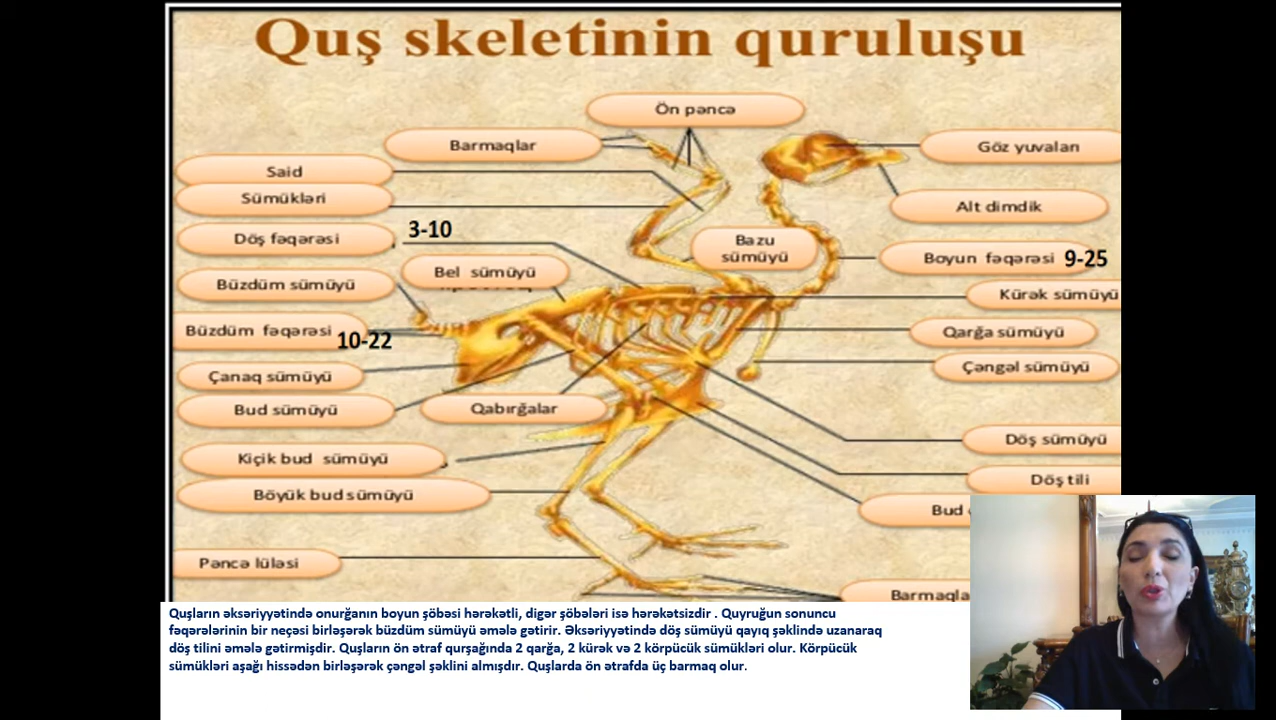 Quş skeletinin quruluşu
Ön pəncə
Barmaqlar
Göz yuvaları
Said
Sümükləri
Alt dimdik
Döş fəqərəsi
3-10
Bazu
sümüyü
Boyun fəqərəsi 9-25
Bel sümüyü
Büzdüm sümüyü
Kürək sümüyü
Büzdüm fəqərəsi
10-22
Qarğa sümüyü
Çanaq sümüyü
Çəngəl sümüyü
Bud sümüyü
Qabırğalar
Döş sümüyü
Kiçik bud sümüyü
Döş tili
Böyük bud sümüyü
Bud
Pəncə lüləsi
Barmaqla
Quşların əksəriyyətində onurğanın boyun şöbəsi hərəkətli, digər şöbələri isə hərəkətsizdir . Quyruğun sonuncu
fəqərələrinin bir neçəsi birləşərək büzdüm sümüyü əmələ gətirir. Əksəriyyətində döş sümüyü qayıq şəklində uzanaraq
döş tilini əmələ gətirmişdir. Quşların ön ətraf qurşağında 2 qarğa, 2 kürək və 2 körpücük sümükləri olur. Körpücük
sümükləri aşağı hissədən birləşərək çəngəl şəklini almışdır. Quşlarda ön ətrafda üç barmaq olur.